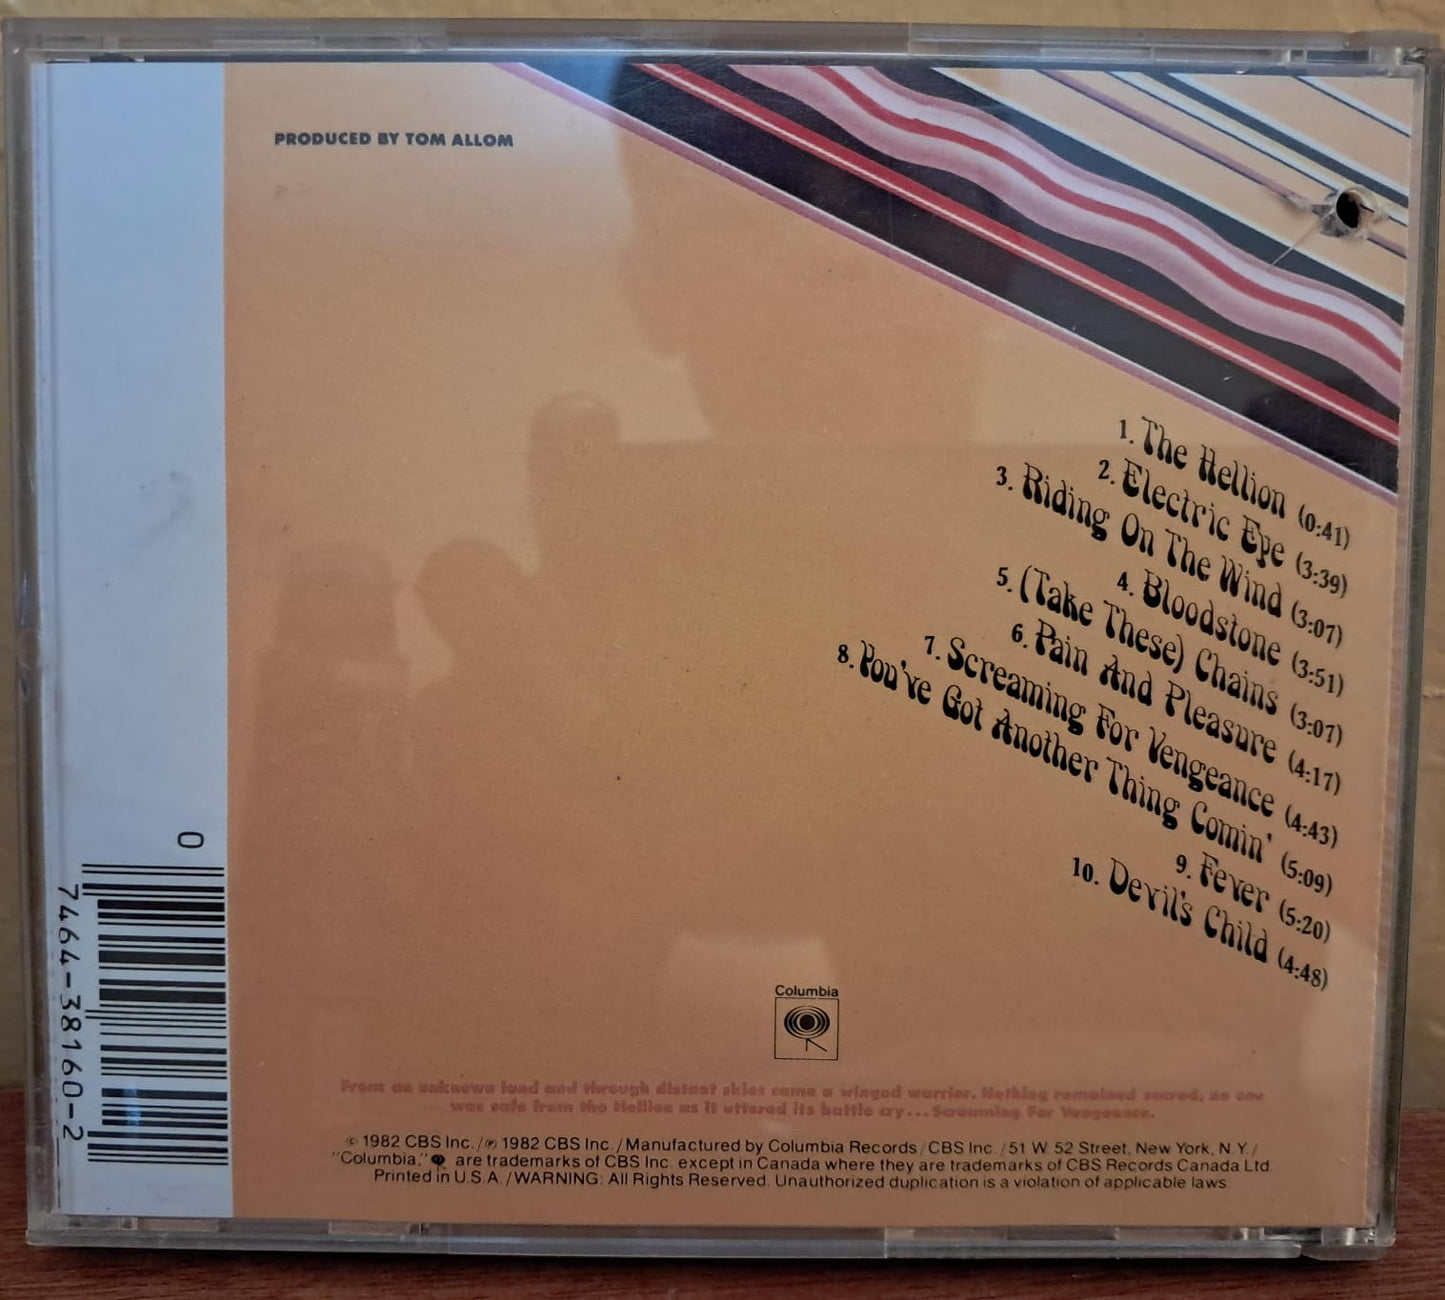 PRODUCED BY TOM ALLOM
1. The Hellion (0:41)
2. Electric Eye (3:39)
3. Riding On The Wind (3:07)
4. Bloodstone (3:51)
5. (Take These) Chains (3:07)
6. Pain And Pleasure (4:17)
7. Screaming For Vengeance (4:43)
8. You've Got Another Thing Comin' (5:09)
9. Fever (5:20)
10. Devil's Child (4:48)
0
7464-38160-2
Columbia
From an unknown land and through distant skies came a winged warrior. Nothing remained sacred, no one
was safe from the Hellion as it uttered its battle cry...Screaming For Vengeance.
© 1982 CBS Inc./℗ 1982 CBS Inc./Manufactured by Columbia Records/CBS Inc./51 W. 52 Street, New York, N.Y./
"Columbia," are trademarks of CBS Inc. except in Canada where they are trademarks of CBS Records Canada Ltd.
Printed in U.S.A./WARNING: All Rights Reserved. Unauthorized duplication is a violation of applicable laws.